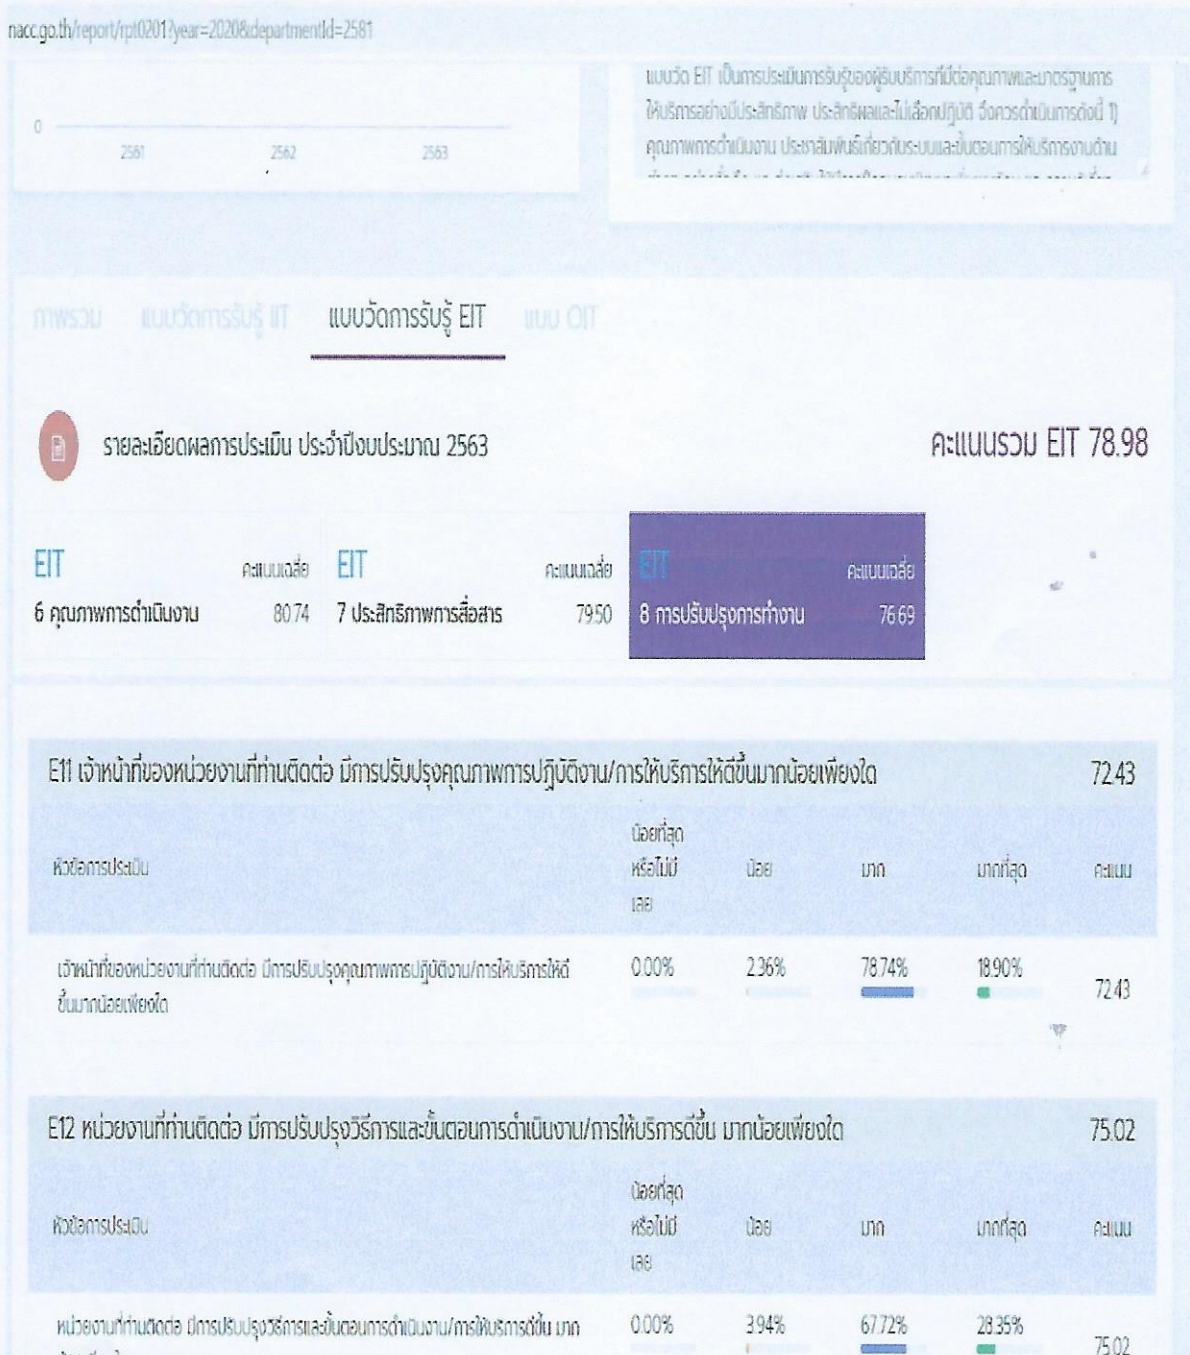 nacc.go.th/report/rpt0201?year=2020&departmentId=2581
แบบวัด EIT เป็นการประเมินการรับรู้ของผู้รับบริการที่มีต่อคุณภาพและมาตรฐานการ
ให้บริการอย่างมีประสิทธิภาพ ประสิทธิผลและไม่เลือกปฏิบัติ จึงควรดำเนินการดังนี้ 1)
คุณภาพการดำเนินงาน ประชาสัมพันธ์เกี่ยวกับระบบและขั้นตอนการให้บริการงานด้าน
0
2561 2562 2563
ภาพรวม แบบวัดการรับรู้ IIT แบบวัดการรับรู้ EIT แบบ OIT
รายละเอียดผลการประเมิน ประจำปีงบประมาณ 2563 คะแนนรวม EIT 78.98
EIT คะแนนเฉลี่ย EIT คะแนนเฉลี่ย EIT คะแนนเฉลี่ย
6 คุณภาพการดำเนินงาน 80.74 7 ประสิทธิภาพการสื่อสาร 79.50 8 การปรับปรุงการทำงาน 76.69
E11 เจ้าหน้าที่ของหน่วยงานที่ท่านติดต่อ มีการปรับปรุงคุณภาพการปฏิบัติงาน/การให้บริการให้ดีขึ้นมากน้อยเพียงใด 72.43
น้อยที่สุด
หัวข้อการประเมิน หรือไม่มี น้อย มาก มากที่สุด คะแนน
เลย
เจ้าหน้าที่ของหน่วยงานที่ท่านติดต่อ มีการปรับปรุงคุณภาพการปฏิบัติงาน/การให้บริการให้ดี 0.00% 2.36% 78.74% 18.90% 72.43
ขึ้นมากน้อยเพียงใด
E12 หน่วยงานที่ท่านติดต่อ มีการปรับปรุงวิธีการและขั้นตอนการดำเนินงาน/การให้บริการดีขึ้น มากน้อยเพียงใด 75.02
น้อยที่สุด
หัวข้อการประเมิน หรือไม่มี น้อย มาก มากที่สุด คะแนน
เลย
หน่วยงานที่ท่านติดต่อ มีการปรับปรุงวิธีการและขั้นตอนการดำเนินงาน/การให้บริการดีขึ้น มาก 0.00% 3.94% 67.72% 28.35% 75.02